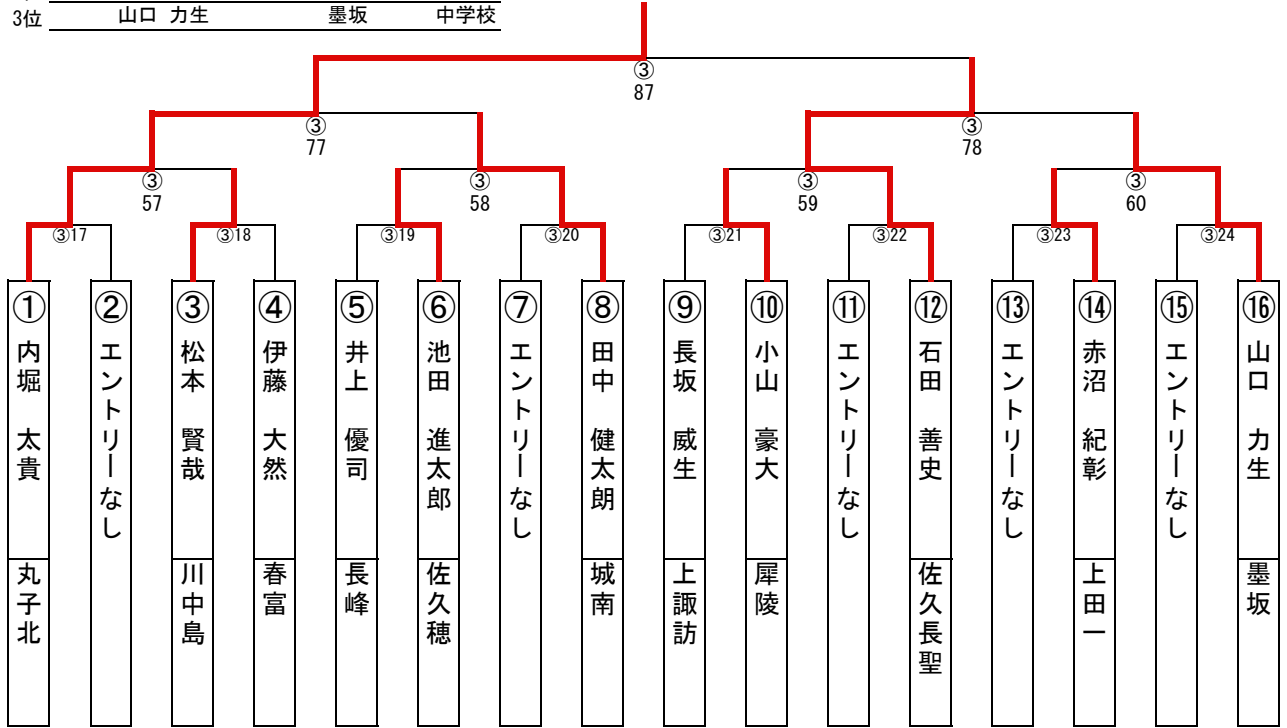 3位 山口 力生 墨坂 中学校
③
87
③
77
③
78
③
57
③
58
③
59
③
60
③17
③18
③19
③20
③21
③22
③23
③24
① 内堀 太貴 丸子北
② エントリーなし
③ 松本 賢哉 川中島
④ 伊藤 大然 春富
⑤ 井上 優司 長峰
⑥ 池田 進太郎 佐久穂
⑦ エントリーなし
⑧ 田中 健太朗 城南
⑨ 長坂 威生 上諏訪
⑩ 小山 豪大 犀陵
⑪ エントリーなし
⑫ 石田 善史 佐久長聖
⑬ エントリーなし
⑭ 赤沼 紀彰 上田一
⑮ エントリーなし
⑯ 山口 力生 墨坂